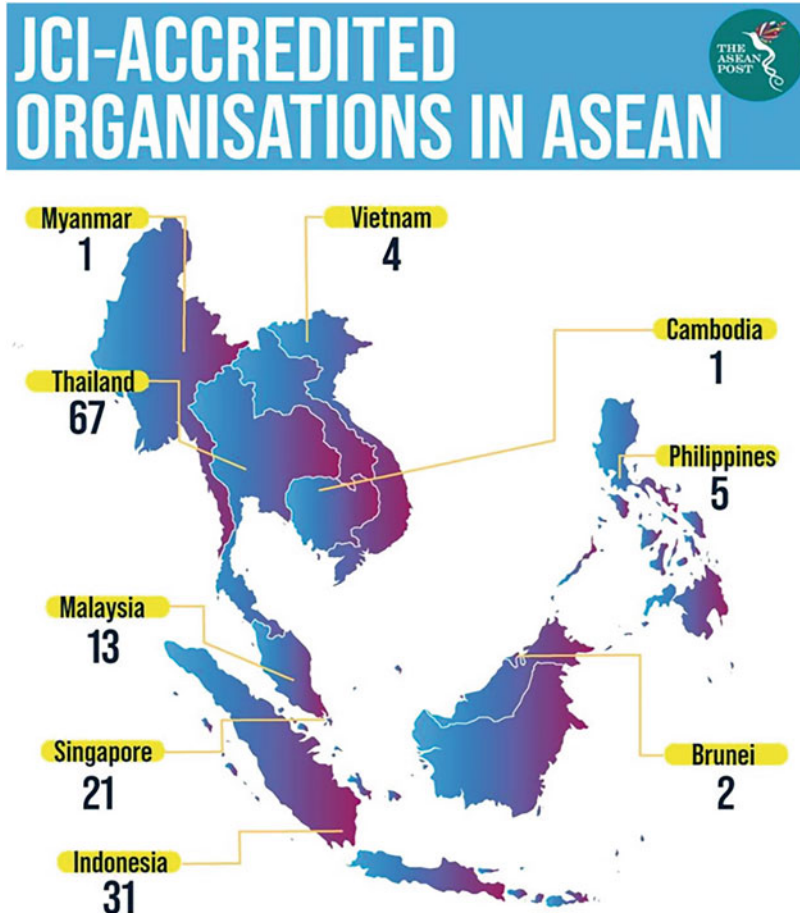 JCI-ACCREDITED
ORGANISATIONS IN ASEAN
THE
ASEAN
POST
Myanmar
1
Vietnam
4
Cambodia
1
Thailand
67
Philippines
5
Malaysia
13
Singapore
21
Brunei
2
Indonesia
31